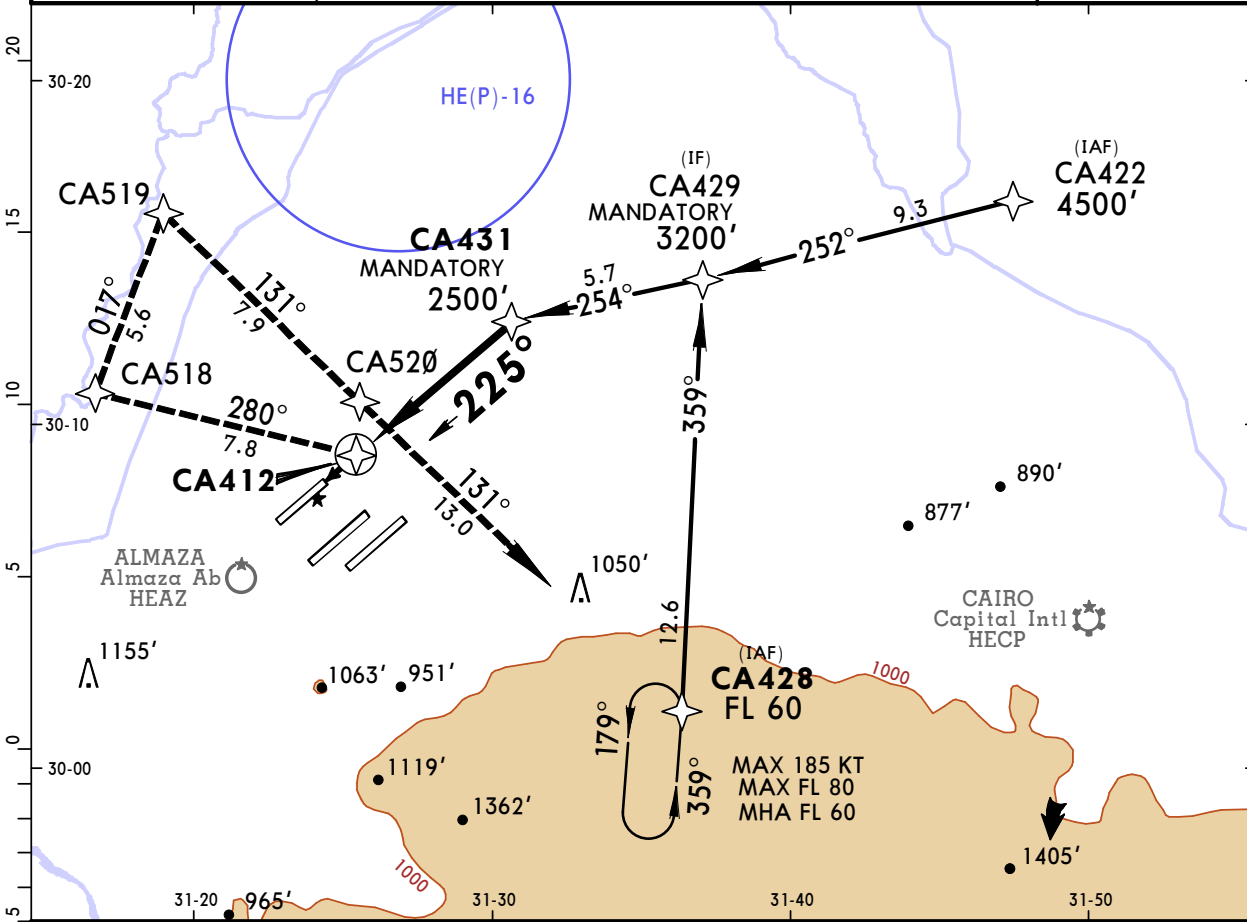 20
30-20
HE(P)-16
(IAF)
CA422
4500'
(IF)
CA429
MANDATORY
3200'
9.3
252°
CA519
15
CA431
MANDATORY
2500'
5.7
254°
017°
5.6
131°
7.9
CA520
225°
CA518
10
30-10
280°
7.8
359°
CA412
131°
13.0
890'
877'
ALMAZA
Almaza Ab
HEAZ
5
1050'
CAIRO
Capital Intl
HECP
12.6
1155'
1063'
951'
(IAF)
CA428
FL 60
1000
179°
0
30-00
1119'
359°
MAX 185 KT
MAX FL 80
MHA FL 60
1362'
1000
1405'
5
965'
31-20
31-30
31-40
31-50